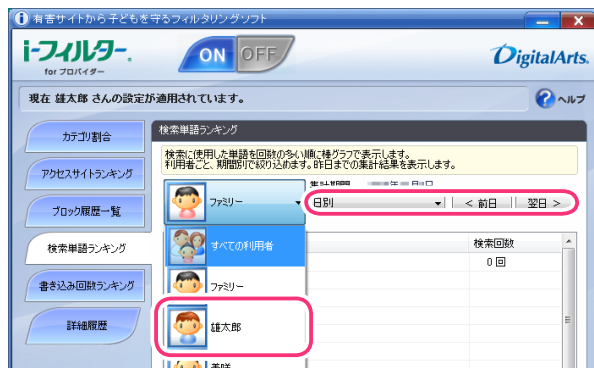 有害サイトから子どもを守るフィルタリングソフト
i-フィルター.
for プロバイダー
ON OFF
DigitalArts.
現在 雄太郎 さんの設定が適用されています。
ヘルプ
カテゴリ割合
アクセスサイトランキング
ブロック履歴一覧
検索単語ランキング
書き込み回数ランキング
詳細履歴
検索単語ランキング
検索に使用した単語を回数の多い順に棒グラフで表示します。
利用者ごと、期間別で絞り込めます。昨日までの集計結果を表示します。
ファミリー
集計期間
日別
< 前日
翌日 >
すべての利用者
検索回数
0 回
ファミリー
雄太郎
美咲